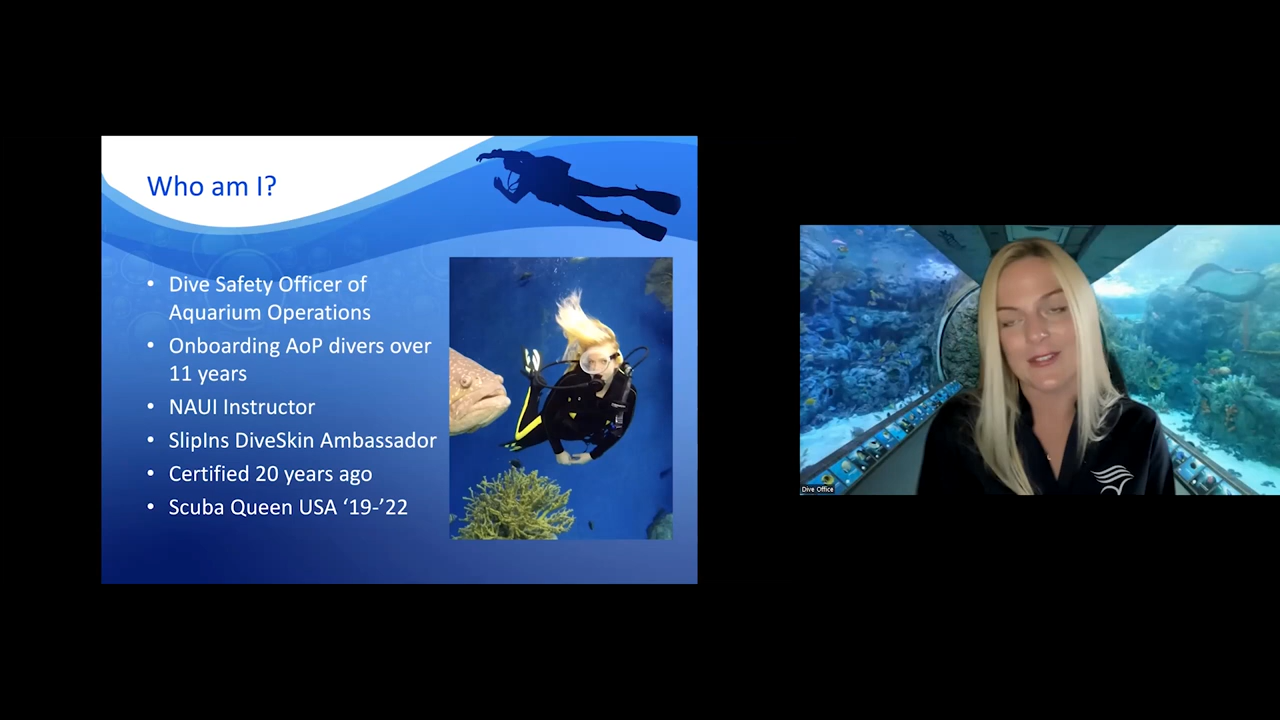 Who am I?
• Dive Safety Officer of
Aquarium Operations
• Onboarding AoP divers over
11 years
• NAUI Instructor
• SlipIns DiveSkin Ambassador
• Certified 20 years ago
• Scuba Queen USA ‘19-’22
Dive Office